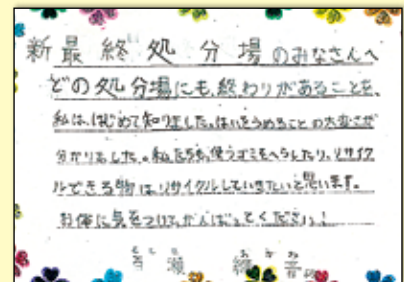 新最終処分場のみなさんへ
どの処分場にも、終わりがあることを、
私は、はじめて知りました。はいをうめることの大変さが
分かりました。私たちも、使うゴミをへらしたり、リサイク
ルできる物は、リサイクルしていきたいと思います。
お体に気をつけて、がんばってください！